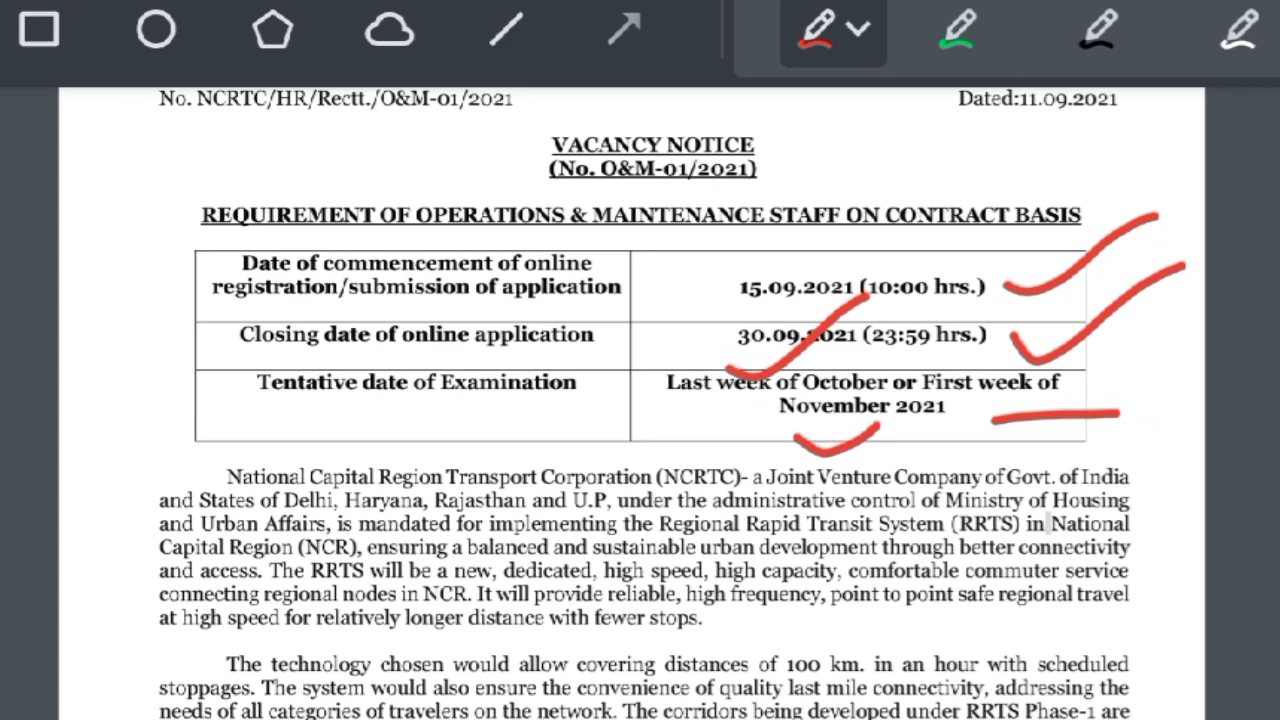 No. NCRTC/HR/Rectt./O&M-01/2021 Dated:11.09.2021
VACANCY NOTICE
(No. O&M-01/2021)
REQUIREMENT OF OPERATIONS & MAINTENANCE STAFF ON CONTRACT BASIS
Date of commencement of online
registration/submission of application 15.09.2021 (10:00 hrs.)
Closing date of online application 30.09.2021 (23:59 hrs.)
Tentative date of Examination Last week of October or First week of
November 2021
National Capital Region Transport Corporation (NCRTC)- a Joint Venture Company of Govt. of India
and States of Delhi, Haryana, Rajasthan and U.P, under the administrative control of Ministry of Housing
and Urban Affairs, is mandated for implementing the Regional Rapid Transit System (RRTS) in National
Capital Region (NCR), ensuring a balanced and sustainable urban development through better connectivity
and access. The RRTS will be a new, dedicated, high speed, high capacity, comfortable commuter service
connecting regional nodes in NCR. It will provide reliable, high frequency, point to point safe regional travel
at high speed for relatively longer distance with fewer stops.
The technology chosen would allow covering distances of 100 km. in an hour with scheduled
stoppages. The system would also ensure the convenience of quality last mile connectivity, addressing the
needs of all categories of travelers on the network. The corridors being developed under RRTS Phase-1 are